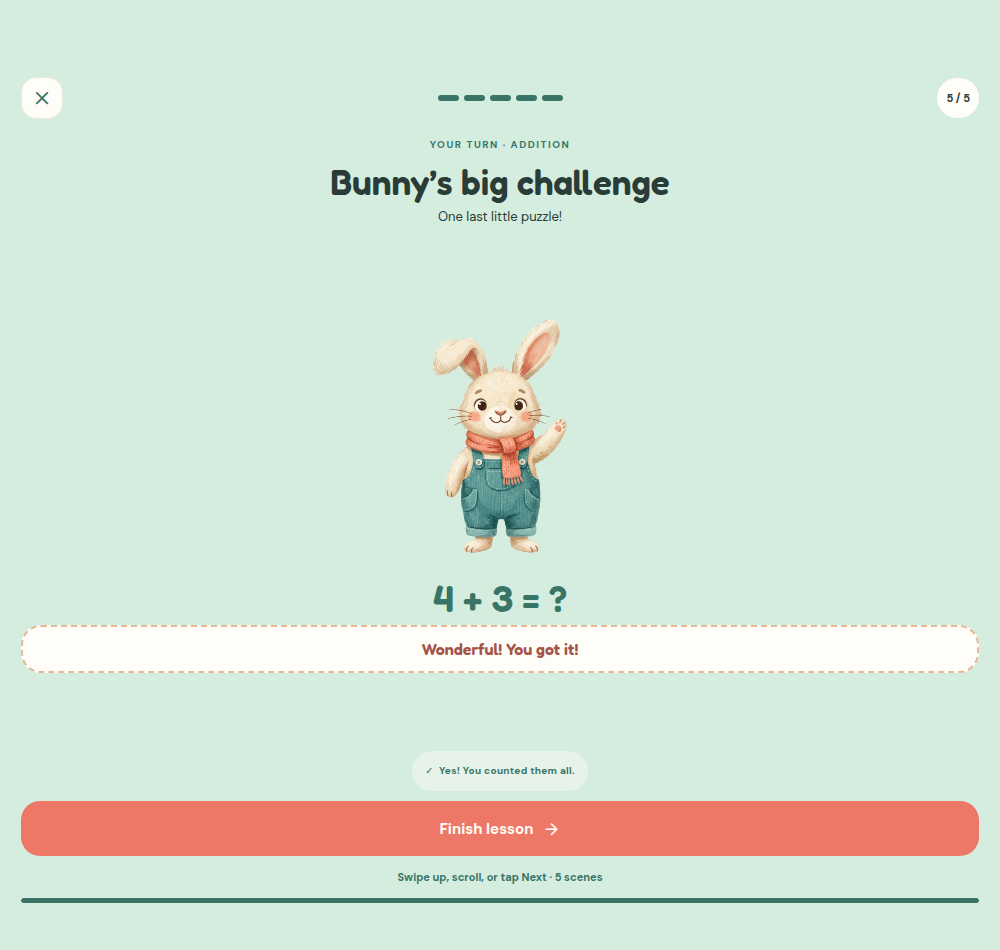 5 / 5
YOUR TURN · ADDITION
Bunny’s big challenge
One last little puzzle!
4 + 3 = ?
Wonderful! You got it!
✓ Yes! You counted them all.
Finish lesson →
Swipe up, scroll, or tap Next · 5 scenes